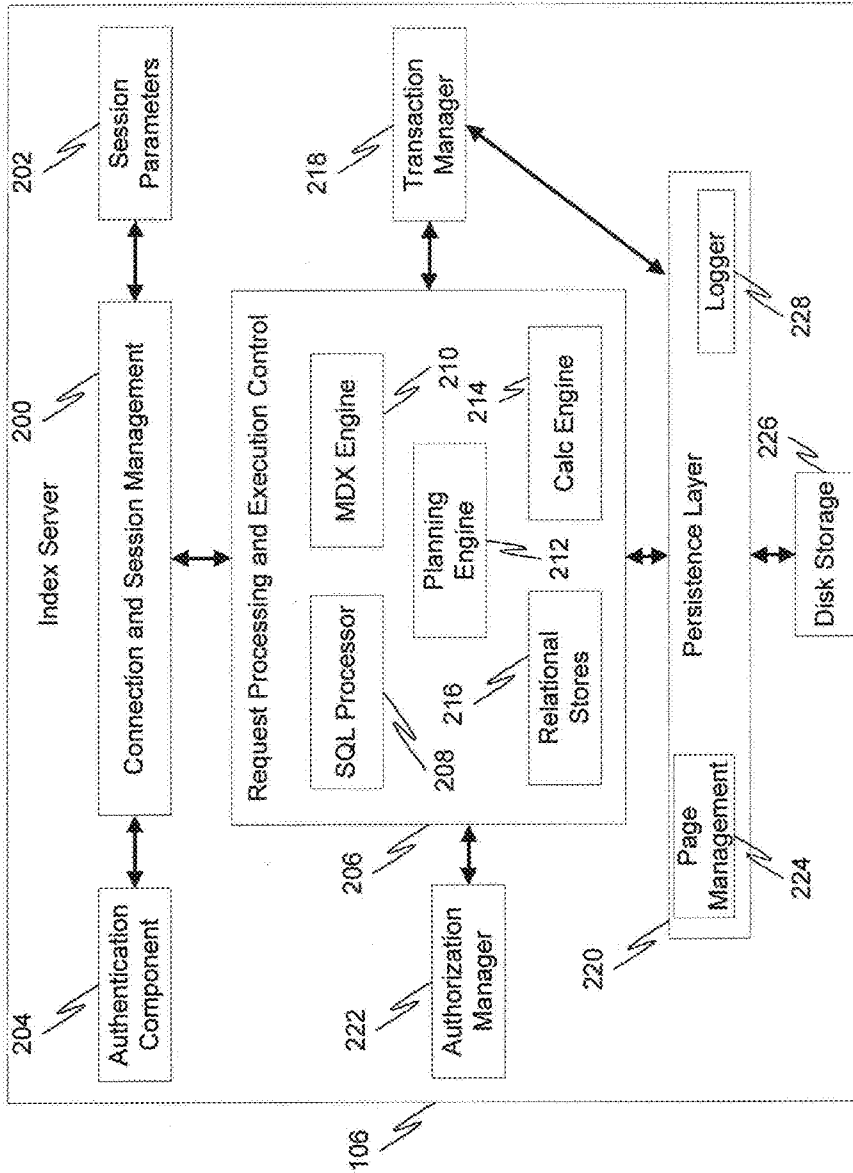 Index Server
106
204
200
202
Authentication
Component
Connection and Session Management
Session
Parameters
206
Request Processing and Execution Control
SQL Processor
208
MDX Engine
210
Planning
Engine
212
214
Calc Engine
216
Relational
Stores
218
Transaction
Manager
222
Authorization
Manager
220
Page
Management
224
Persistence Layer
Logger
228
226
Disk Storage